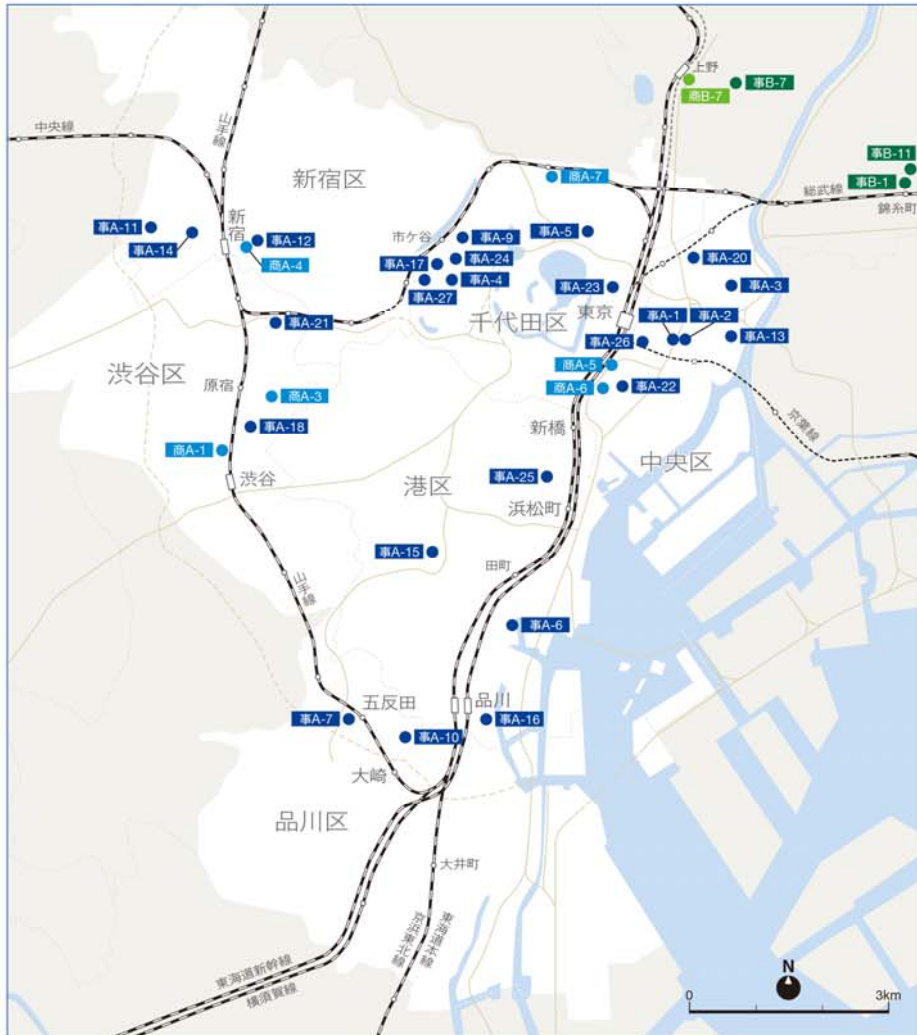 上野
商B-7
事B-7
中央線
山手線
新宿区
商A-7
事B-11
事B-1
総武線
錦糸町
事A-11
事A-14
新宿
事A-12
商A-4
市ケ谷
事A-9
事A-5
事A-17
事A-24
事A-20
事A-27
事A-4
事A-23
事A-3
千代田区
東京
事A-21
事A-1
事A-2
事A-26
事A-13
渋谷区
原宿
商A-3
商A-5
商A-6
事A-22
事A-18
新橋
京葉線
商A-1
渋谷
港区
中央区
事A-25
浜松町
事A-15
田町
山手線
事A-6
五反田
品川
事A-7
事A-16
事A-10
大崎
品川区
大井町
東海道本線
京浜東北線
東海道新幹線
横須賀線
N
0
3km